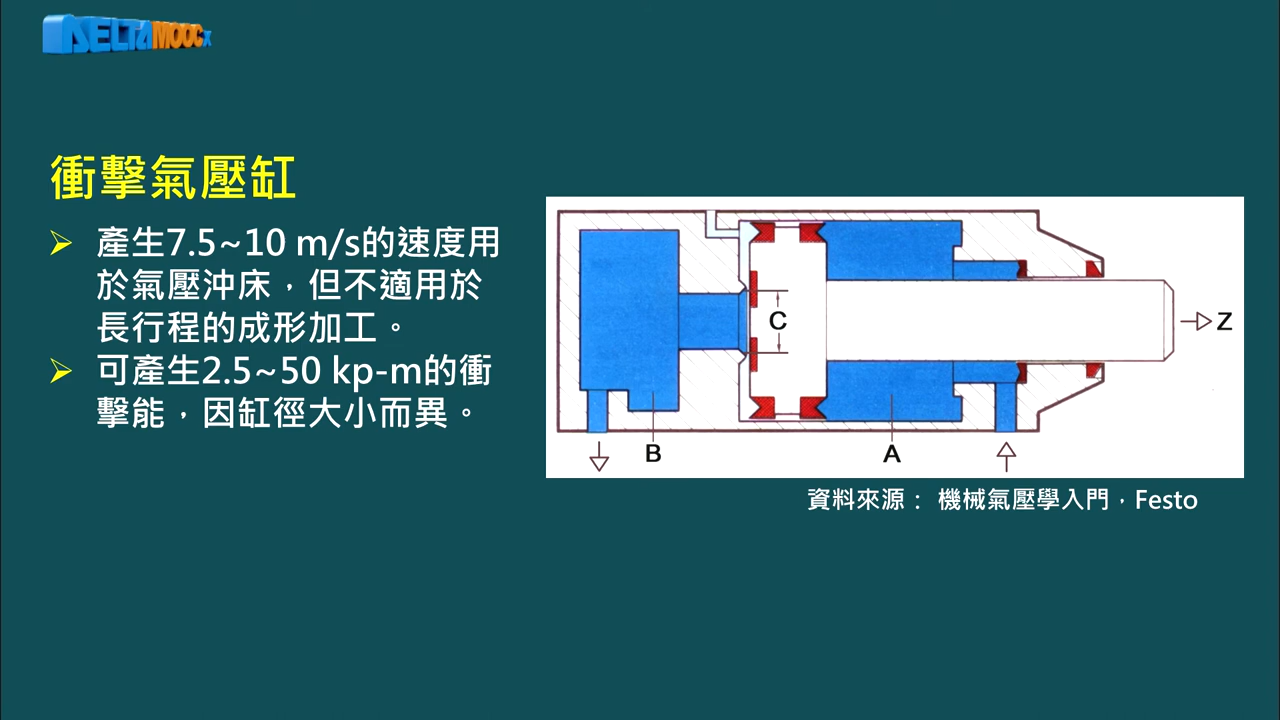 DELTAMOOCx
衝擊氣壓缸
產生7.5~10 m/s的速度用
於氣壓沖床，但不適用於
長行程的成形加工。
可產生2.5~50 kp-m的衝
擊能，因缸徑大小而異。
C
Z
B
A
資料來源： 機械氣壓學入門，Festo